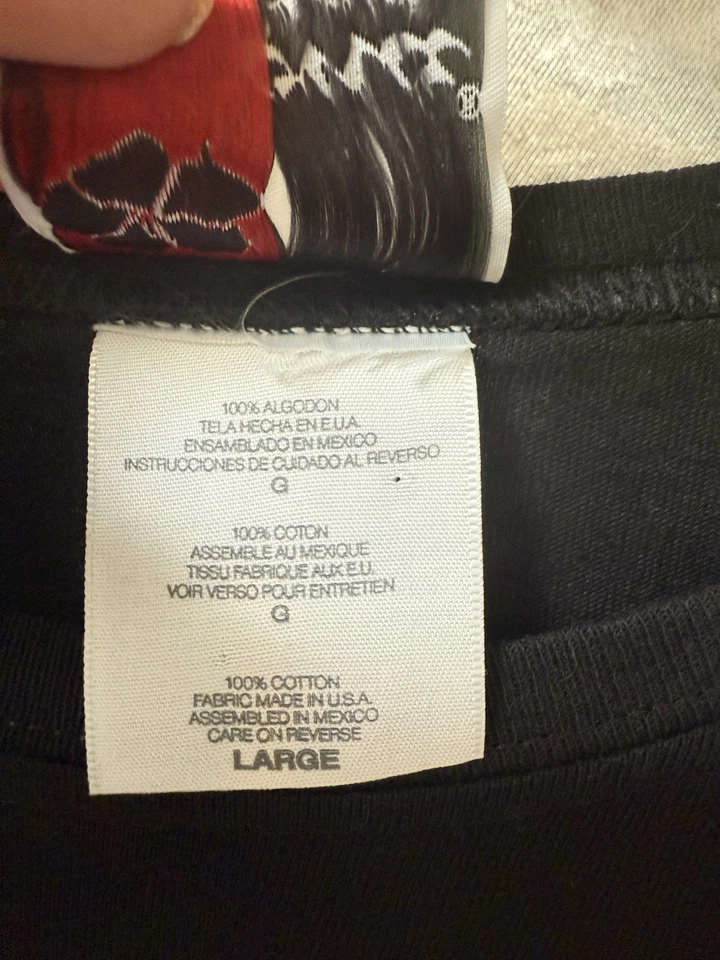 ®
100% ALGODON
TELA HECHA EN E.U.A.
ENSAMBLADO EN MEXICO
INSTRUCCIONES DE CUIDADO AL REVERSO
G
100% COTON
ASSEMBLE AU MEXIQUE
TISSU FABRIQUE AUX E.U.
VOIR VERSO POUR ENTRETIEN
G
100% COTTON
FABRIC MADE IN U.S.A.
ASSEMBLED IN MEXICO
CARE ON REVERSE
LARGE